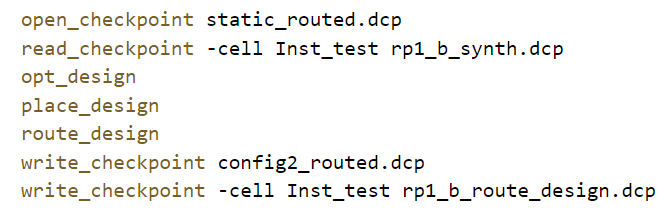 open_checkpoint static_routed.dcp
read_checkpoint -cell Inst_test rp1_b_synth.dcp
opt_design
place_design
route_design
write_checkpoint config2_routed.dcp
write_checkpoint -cell Inst_test rp1_b_route_design.dcp